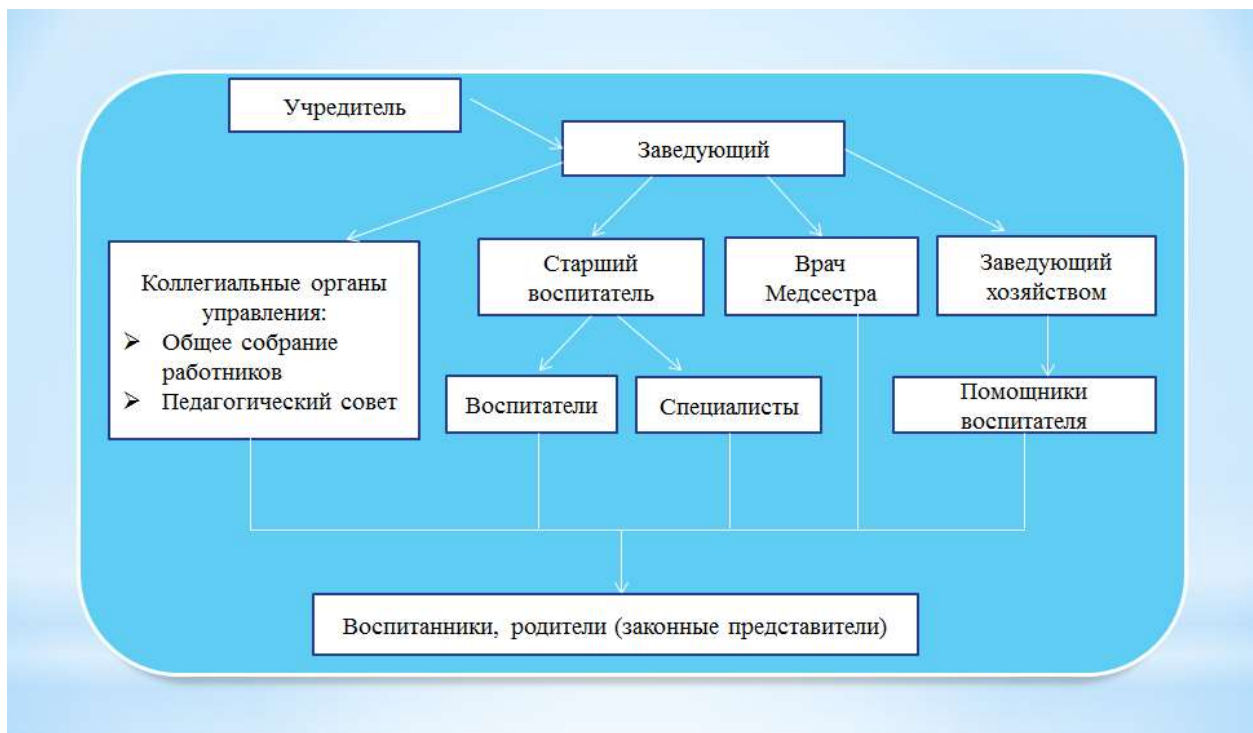 Учредитель
Заведующий
Коллегиальные органы
управления:
➢ Общее собрание
работников
➢ Педагогический совет
Старший
воспитатель
Врач
Медсестра
Заведующий
хозяйством
Воспитатели
Специалисты
Помощники
воспитателя
Воспитанники, родители (законные представители)